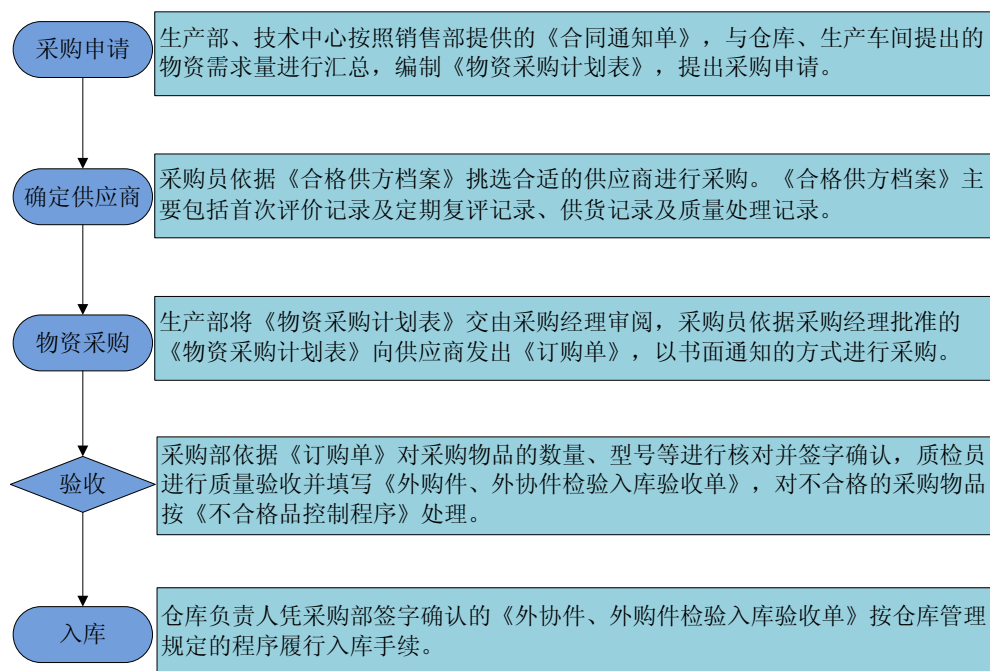 采购申请
生产部、技术中心按照销售部提供的《合同通知单》，与仓库、生产车间提出的
物资需求量进行汇总，编制《物资采购计划表》，提出采购申请。
确定供应商
采购员依据《合格供方档案》挑选合适的供应商进行采购。《合格供方档案》主
要包括首次评价记录及定期复评记录、供货记录及质量处理记录。
物资采购
生产部将《物资采购计划表》交由采购经理审阅，采购员依据采购经理批准的
《物资采购计划表》向供应商发出《订购单》，以书面通知的方式进行采购。
验收
采购部依据《订购单》对采购物品的数量、型号等进行核对并签字确认，质检员
进行质量验收并填写《外购件、外协件检验入库验收单》，对不合格的采购物品
按《不合格品控制程序》处理。
入库
仓库负责人凭采购部签字确认的《外协件、外购件检验入库验收单》按仓库管理
规定的程序履行入库手续。